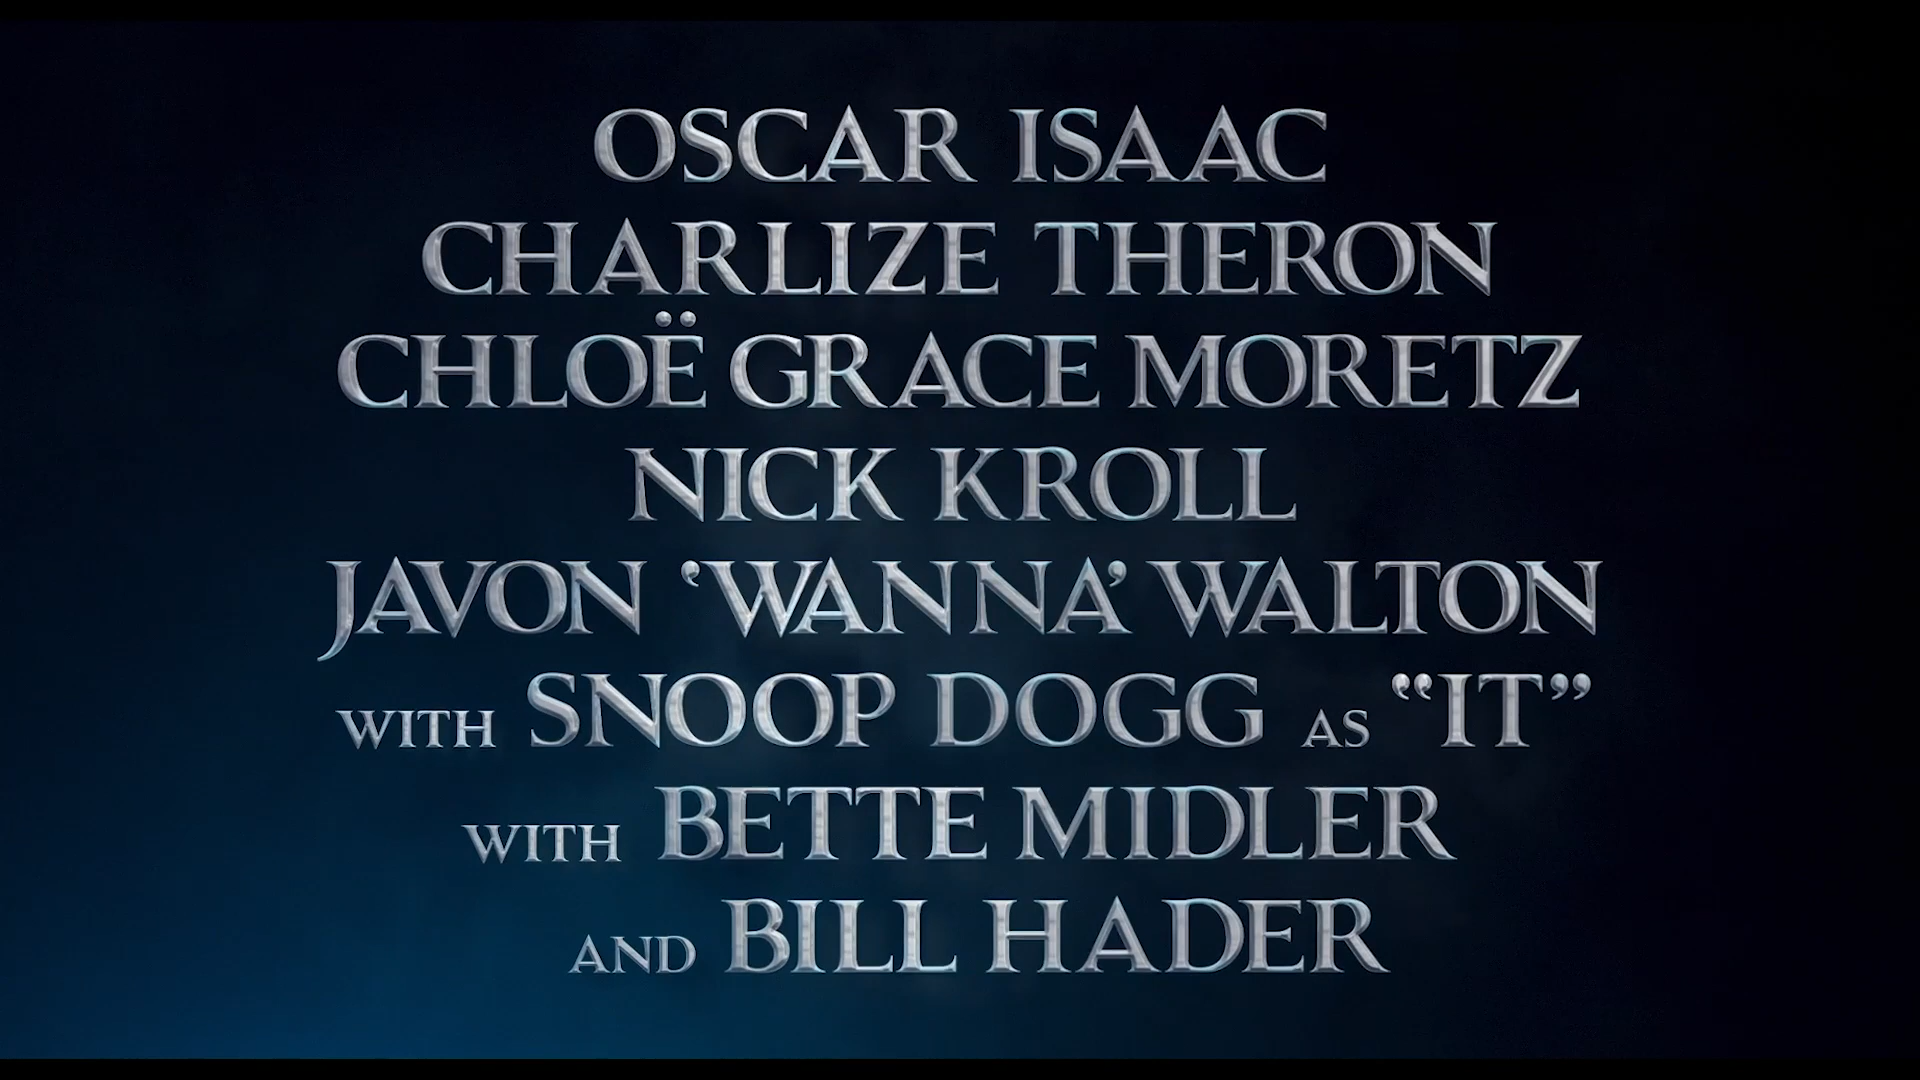 OSCAR ISAAC
CHARLIZE THERON
CHLOË GRACE MORETZ
NICK KROLL
JAVON ‘WANNA’ WALTON
WITH SNOOP DOGG AS “IT”
WITH BETTE MIDLER
AND BILL HADER